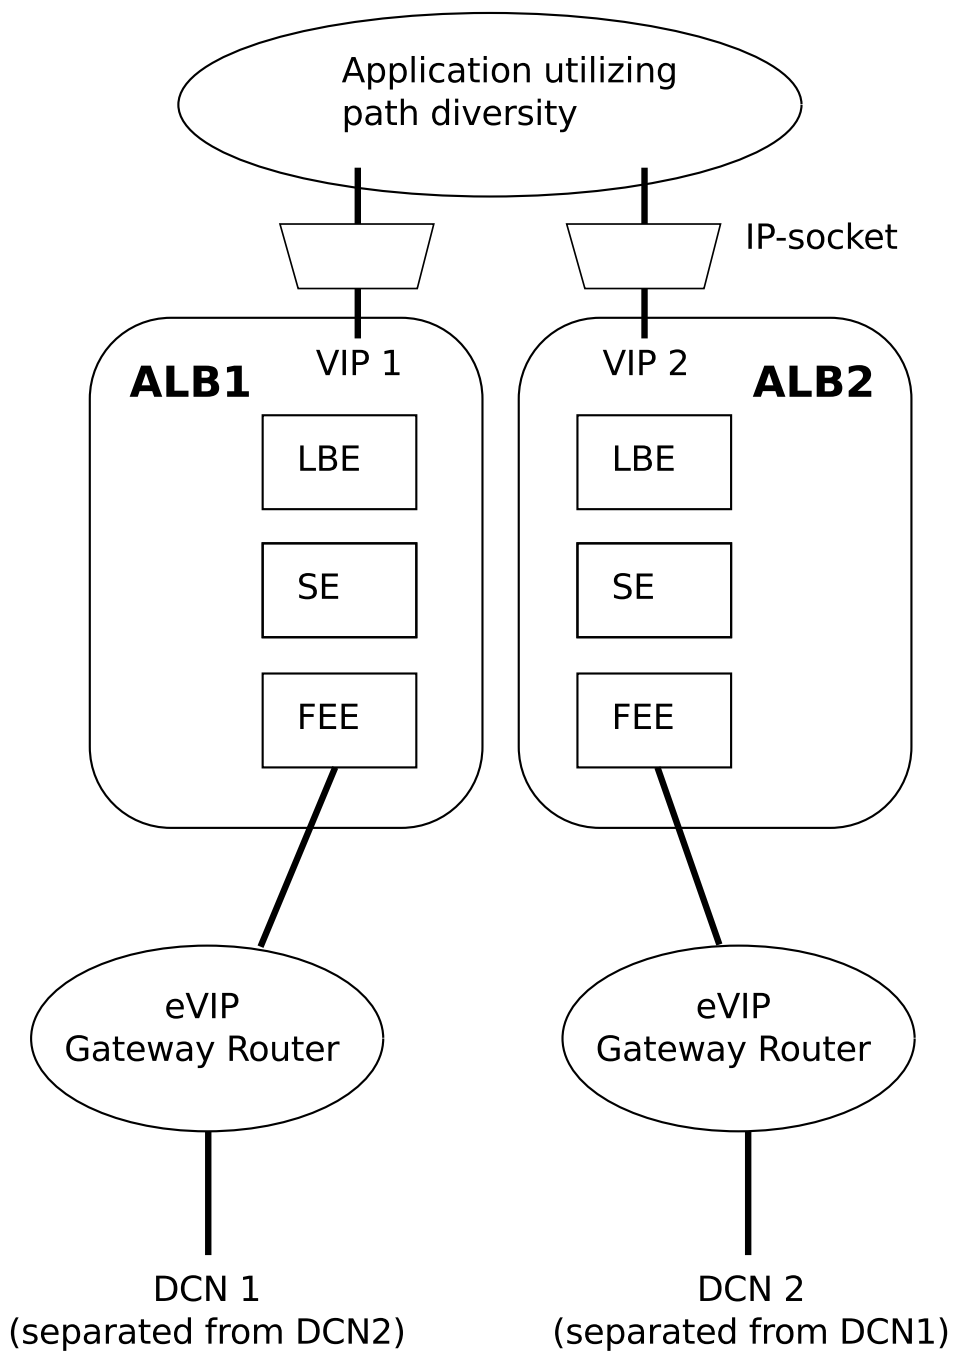 Application utilizing
path diversity
IP-socket
VIP 1
ALB1
LBE
SE
FEE
VIP 2
ALB2
LBE
SE
FEE
eVIP
Gateway Router
eVIP
Gateway Router
DCN 1
(separated from DCN2)
DCN 2
(separated from DCN1)